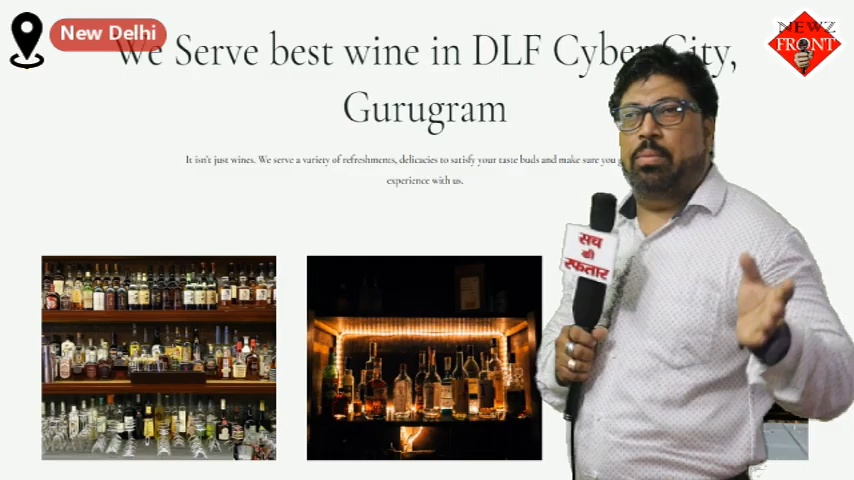 New Delhi
NEWZ
FRONT
We Serve best wine in DLF Cyber City,
Gurugram
It isn't just wines. We serve a variety of refreshments, delicacies to satisfy your taste buds and make sure you
experience with us.
सच
की
रफतार